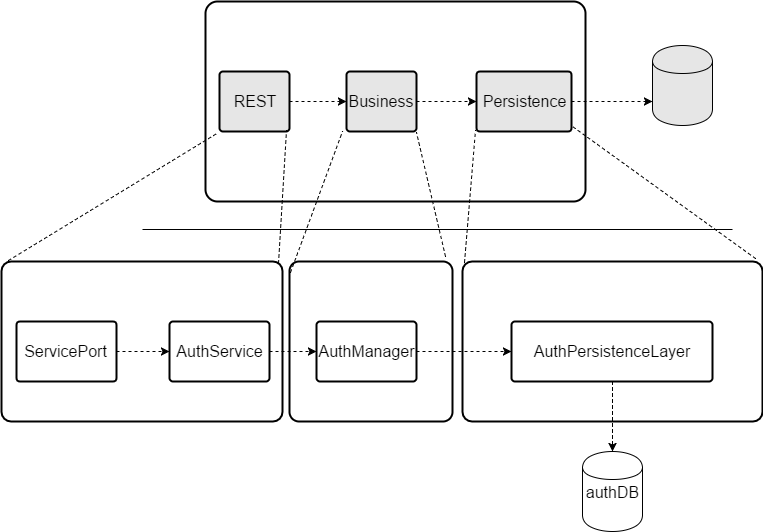 REST
Business
Persistence
ServicePort
AuthService
AuthManager
AuthPersistenceLayer
authDB